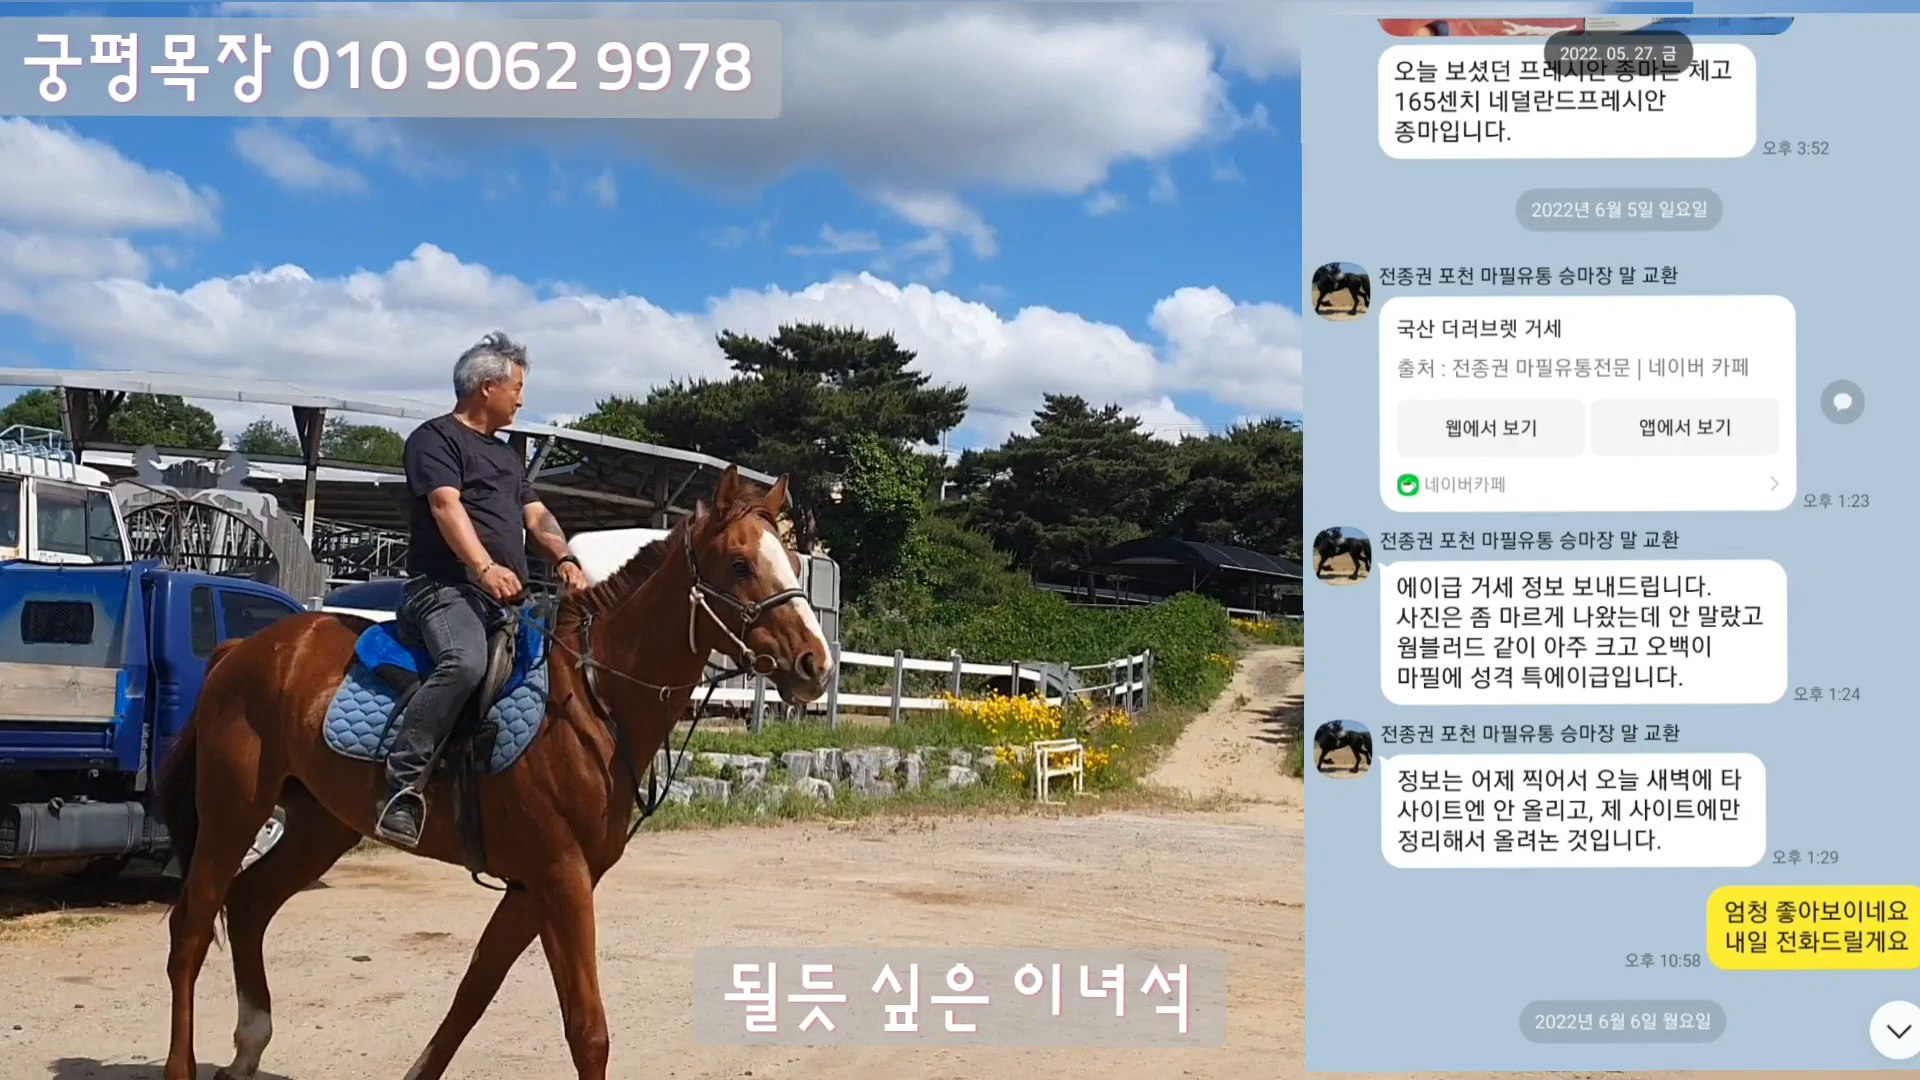 궁평목장 010 9062 9978
될듯 싶은 이녀석
2022. 05. 27. 금
오늘 보셨던 프레시안 종마는 체고
165센치 네덜란드프레시안
종마입니다.
오후 3:52
2022년 6월 5일 일요일
전종권 포천 마필유통 승마장 말 교환
국산 더러브렛 거세
출처 : 전종권 마필유통전문 | 네이버 카페
웹에서 보기
앱에서 보기
네이버카페
오후 1:23
전종권 포천 마필유통 승마장 말 교환
에이급 거세 정보 보내드립니다.
사진은 좀 마르게 나왔는데 안 말랐고
웜블러드 같이 아주 크고 오백이
마필에 성격 특에이급입니다.
오후 1:24
전종권 포천 마필유통 승마장 말 교환
정보는 어제 찍어서 오늘 새벽에 타
사이트엔 안 올리고, 제 사이트에만
정리해서 올려논 것입니다.
오후 1:29
엄청 좋아보이네요
내일 전화드릴게요
오후 10:58
2022년 6월 6일 월요일